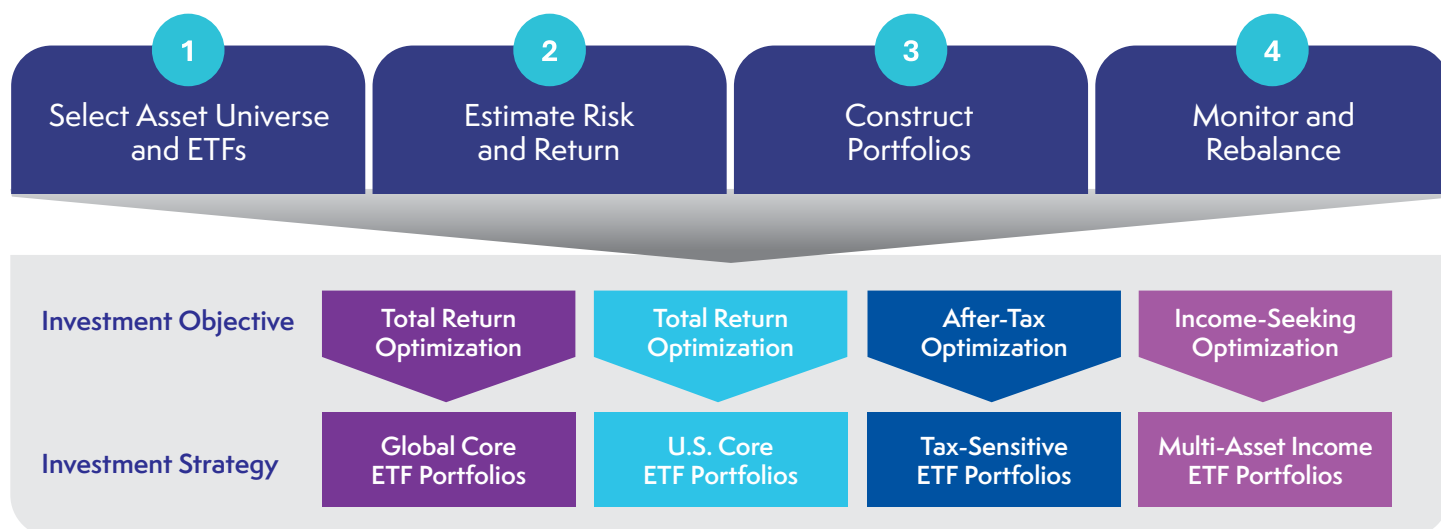 1
Select Asset Universe
and ETFs
2
Estimate Risk
and Return
3
Construct
Portfolios
4
Monitor and
Rebalance
Investment Objective
Total Return
Optimization
Total Return
Optimization
After-Tax
Optimization
Income-Seeking
Optimization
Investment Strategy
Global Core
ETF Portfolios
U.S. Core
ETF Portfolios
Tax-Sensitive
ETF Portfolios
Multi-Asset Income
ETF Portfolios